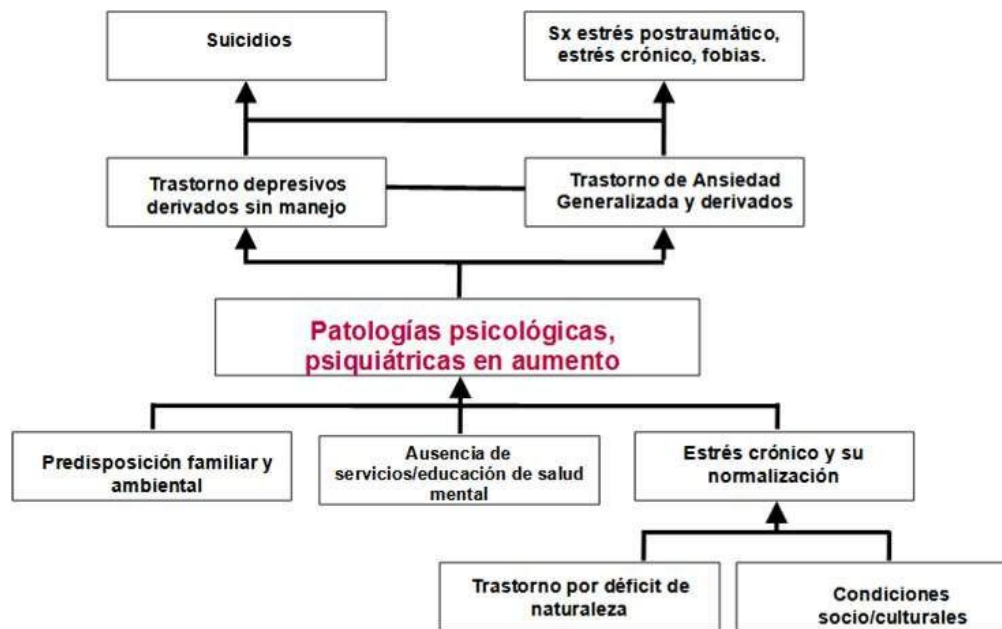 Suicidios
Sx estrés postraumático,
estrés crónico, fobias.
Trastorno depresivos
derivados sin manejo
Trastorno de Ansiedad
Generalizada y derivados
Patologías psicológicas,
psiquiátricas en aumento
Predisposición familiar y
ambiental
Ausencia de
servicios/educación de salud
mental
Estrés crónico y su
normalización
Trastorno por déficit de
naturaleza
Condiciones
socio/culturales